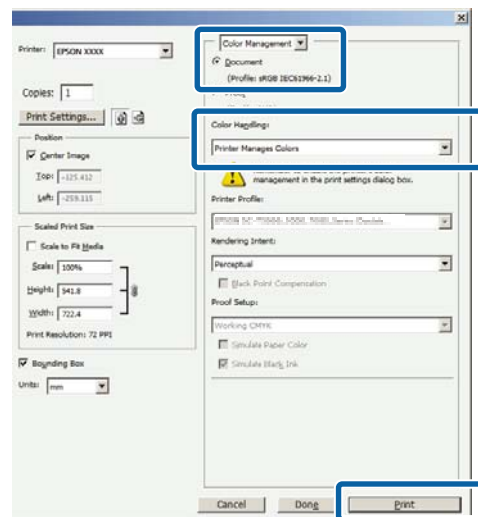 Printer: EPSON XXXX
Copies: 1
Print Settings...
Position
Center Image
Top: -125.412
Left: -259.115
Scaled Print Size
Scale to Fit Media
Scale: 100%
Height: 541.8
Width: 722.4
Print Resolution: 72 PPI
Bounding Box
Units: mm
Color Management
Document
(Profile: sRGB IEC61966-2.1)
Color Handling:
Printer Manages Colors
management in the print settings dialog box.
Printer Profile:
Rendering Intent:
Perceptual
Black Point Compensation
Proof Setup:
Working CMYK
Simulate Paper Color
Simulate Black Ink
Cancel
Done
Print